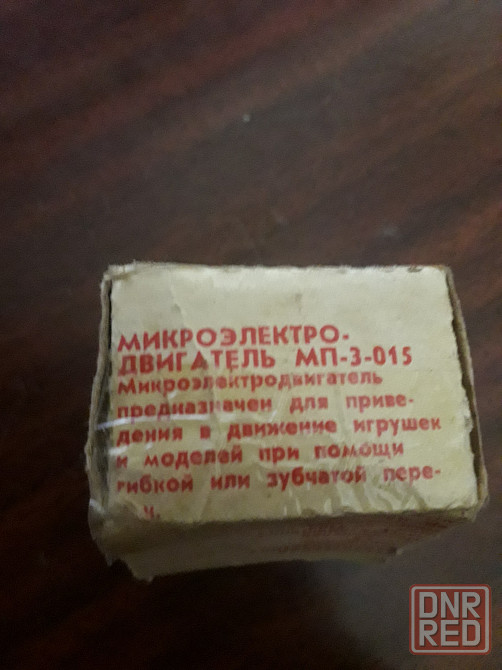 МИКРОЭЛЕКТРО-
ДВИГАТЕЛЬ МП-3-015
Микроэлектродвигатель
предназначен для приве-
дения в движение игрушек
и моделей при помощи
гибкой или зубчатой пере-
и.
DNR
RED